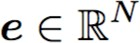 𝒆 ∈ ℝ^N